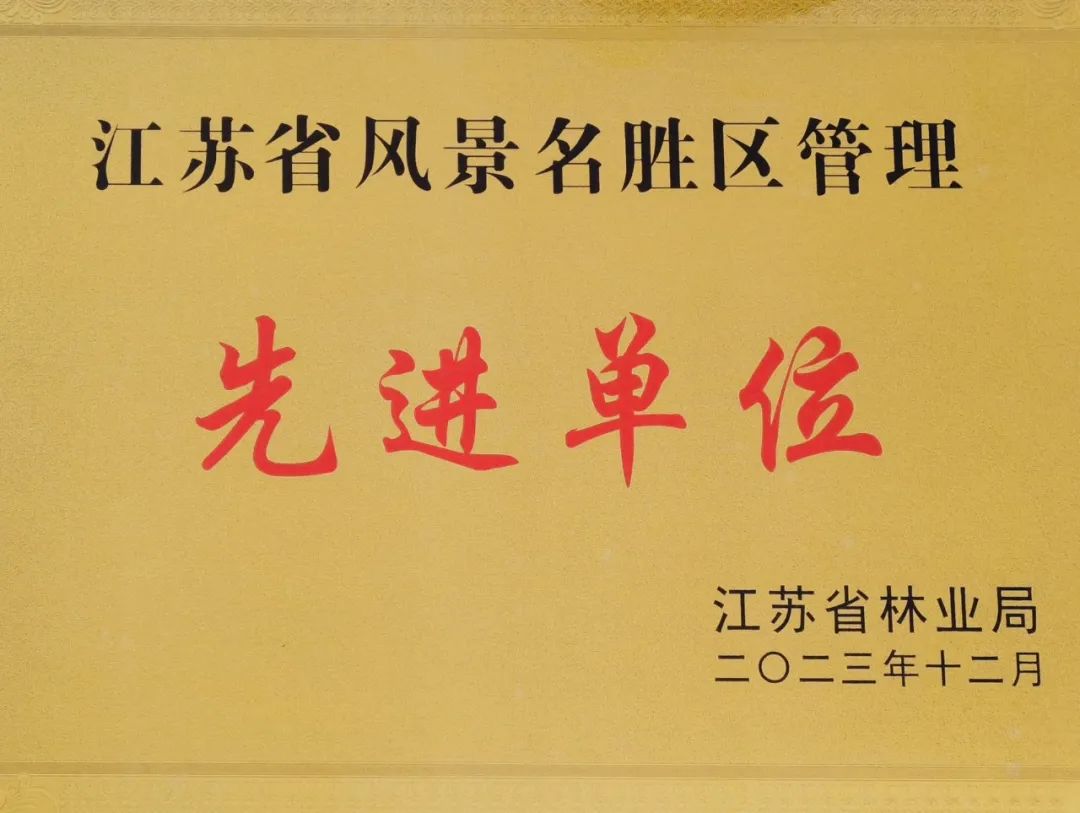 江苏省风景名胜区管理
先进单位
江苏省林业局
二〇二三年十二月